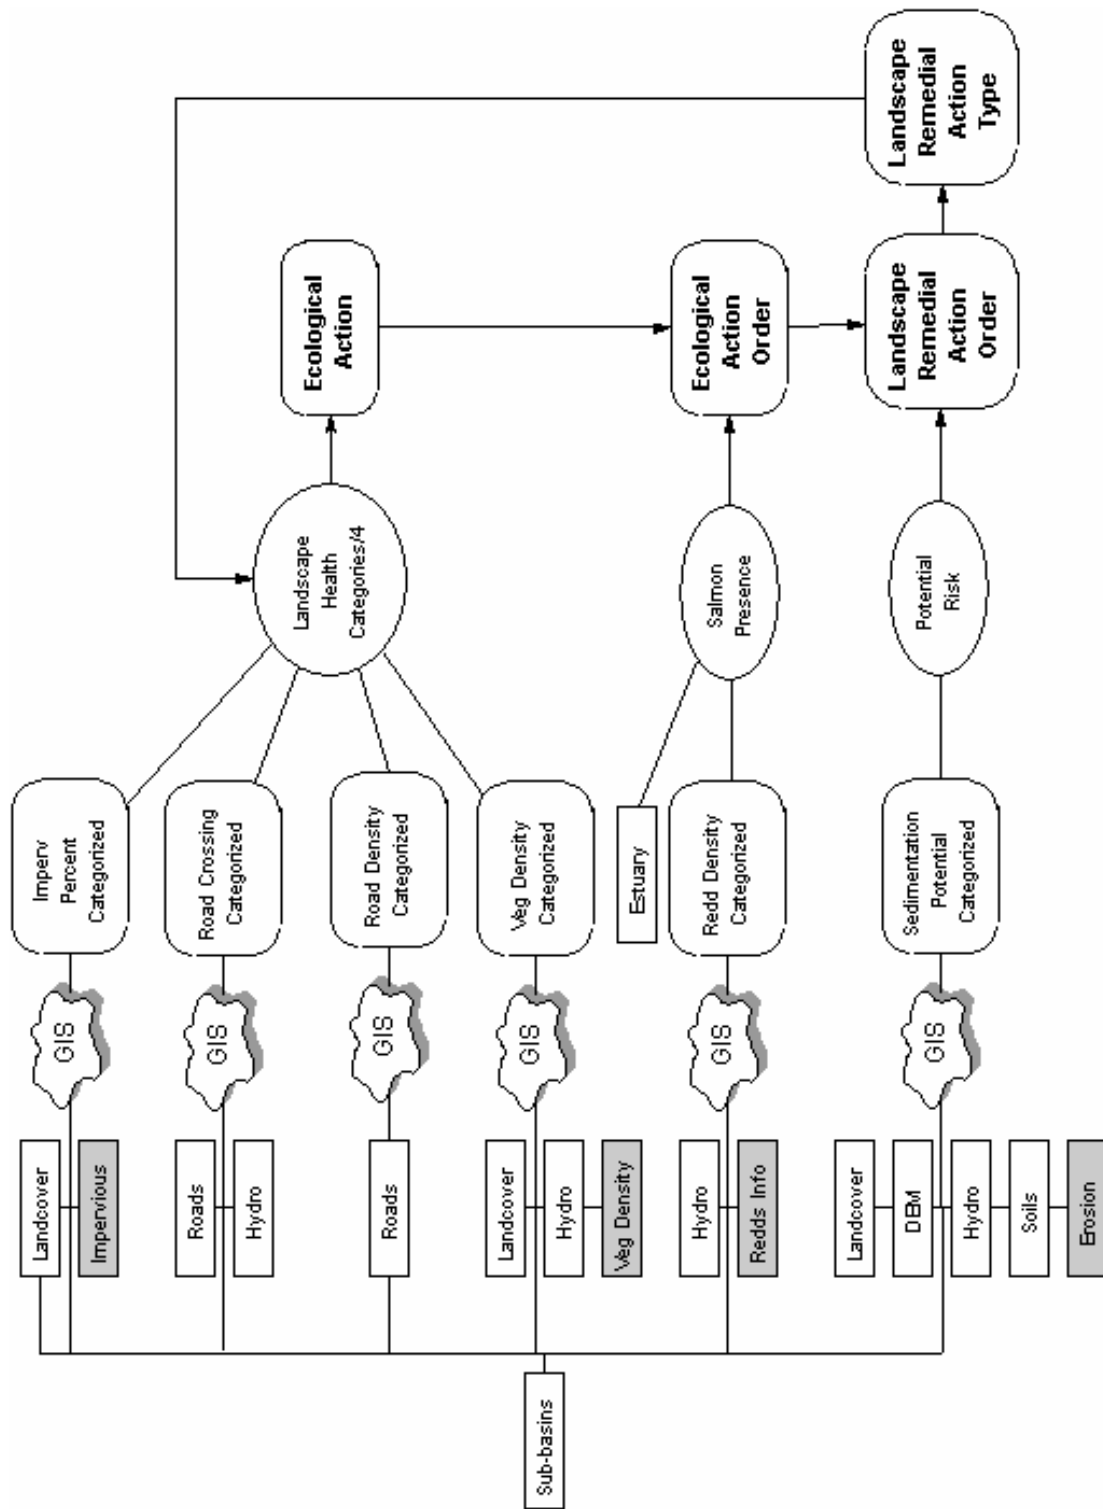 Sub-basins
Landcover
Impervious
GIS
Imperv
Percent
Categorized
Roads
Hydro
GIS
Road Crossing
Categorized
Roads
GIS
Road Density
Categorized
Landcover
Hydro
Veg Density
GIS
Veg Density
Categorized
Landscape
Health
Categories/4
Ecological
Action
Estuary
Hydro
Redds Info
GIS
Redd Density
Categorized
Salmon
Presence
Ecological
Action
Order
Landcover
DEM
Hydro
Soils
Erosion
GIS
Sedimentation
Potential
Categorized
Potential
Risk
Landscape
Remedial
Action
Order
Landscape
Remedial
Action
Type